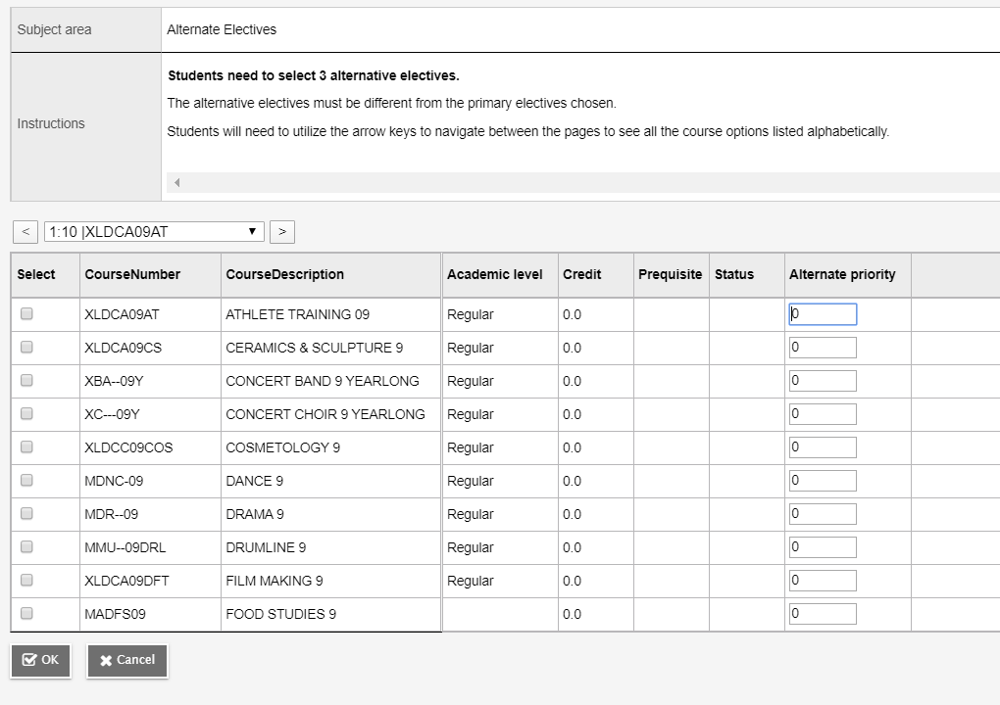 Subject area Alternate Electives
Students need to select 3 alternative electives.
The alternative electives must be different from the primary electives chosen.
Instructions
Students will need to utilize the arrow keys to navigate between the pages to see all the course options listed alphabetically.
< 1:10 |XLDCA09AT >
Select CourseNumber CourseDescription Academic level Credit Prequisite Status Alternate priority
XLDCA09AT ATHLETE TRAINING 09 Regular 0.0 0
XLDCA09CS CERAMICS & SCULPTURE 9 Regular 0.0 0
XBA--09Y CONCERT BAND 9 YEARLONG Regular 0.0 0
XC---09Y CONCERT CHOIR 9 YEARLONG Regular 0.0 0
XLDCC09COS COSMETOLOGY 9 Regular 0.0 0
MDNC-09 DANCE 9 Regular 0.0 0
MDR--09 DRAMA 9 Regular 0.0 0
MMU--09DRL DRUMLINE 9 Regular 0.0 0
XLDCA09DFT FILM MAKING 9 Regular 0.0 0
MADFS09 FOOD STUDIES 9 0.0 0
OK Cancel